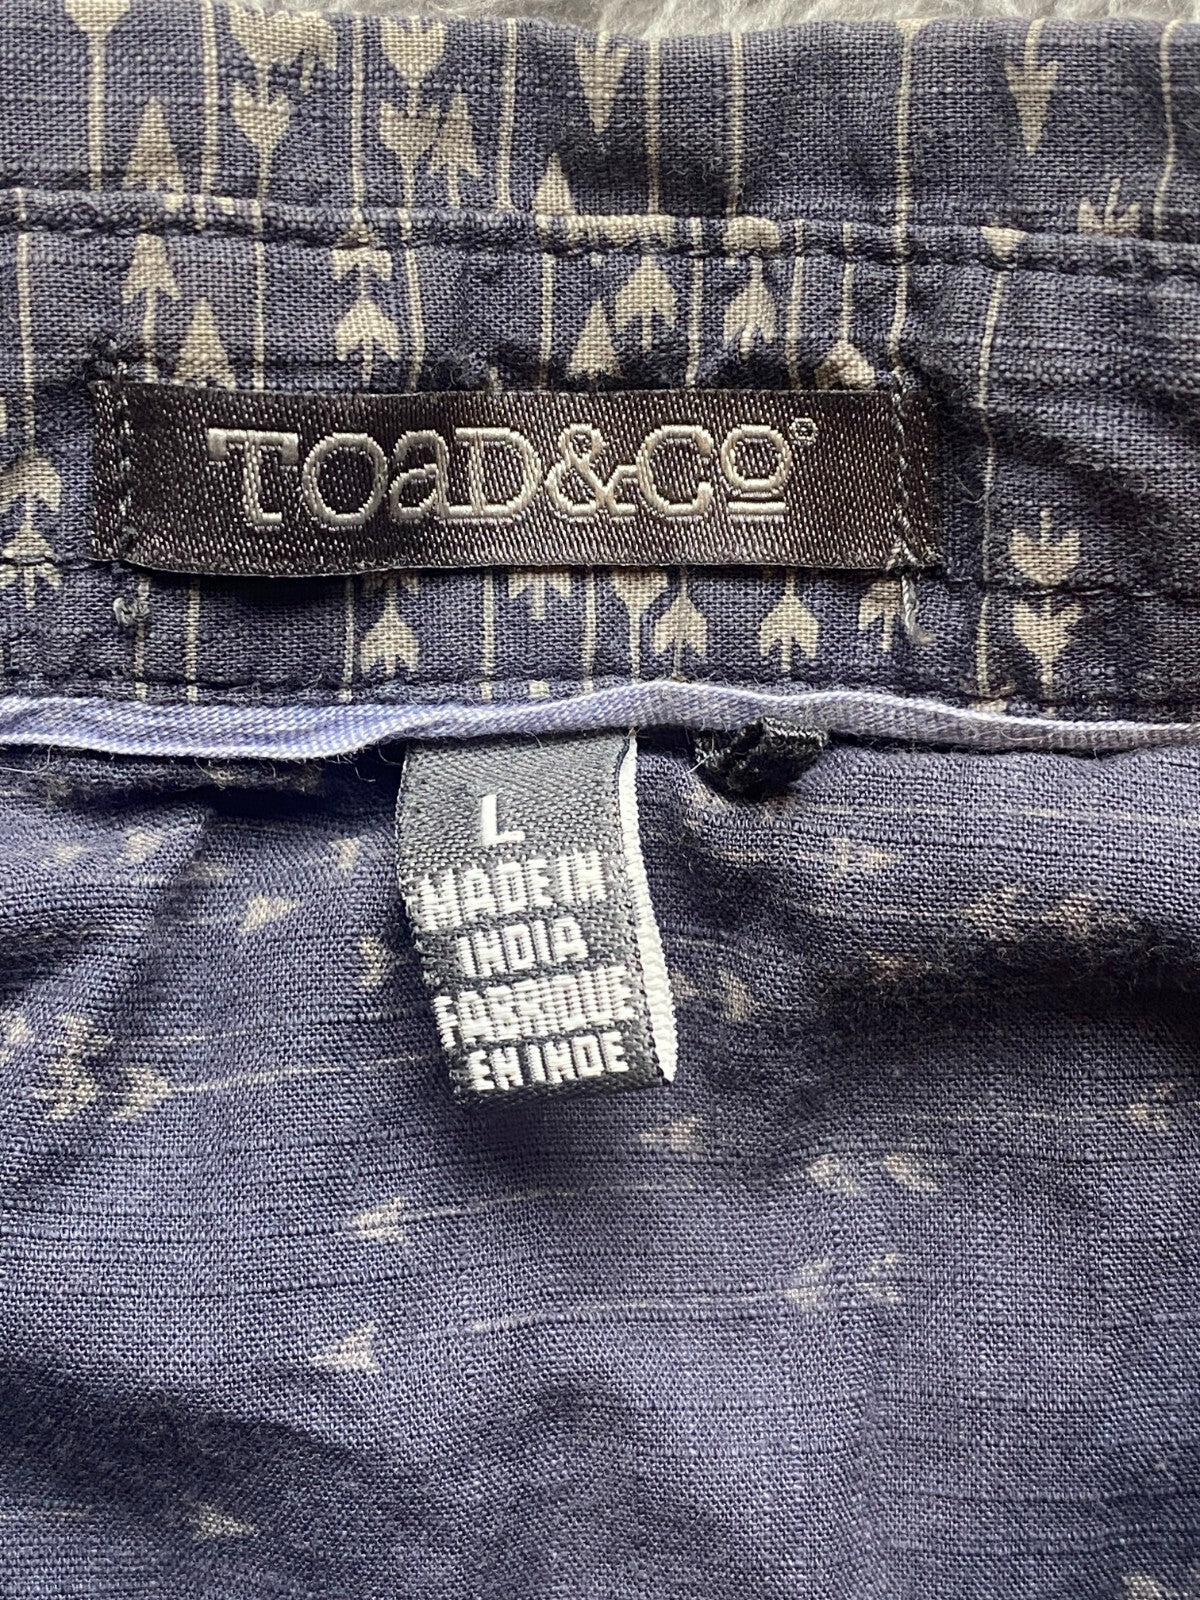 TOAD&CO
L
MADE IN
INDIA
FABRIQUE
EN INDE